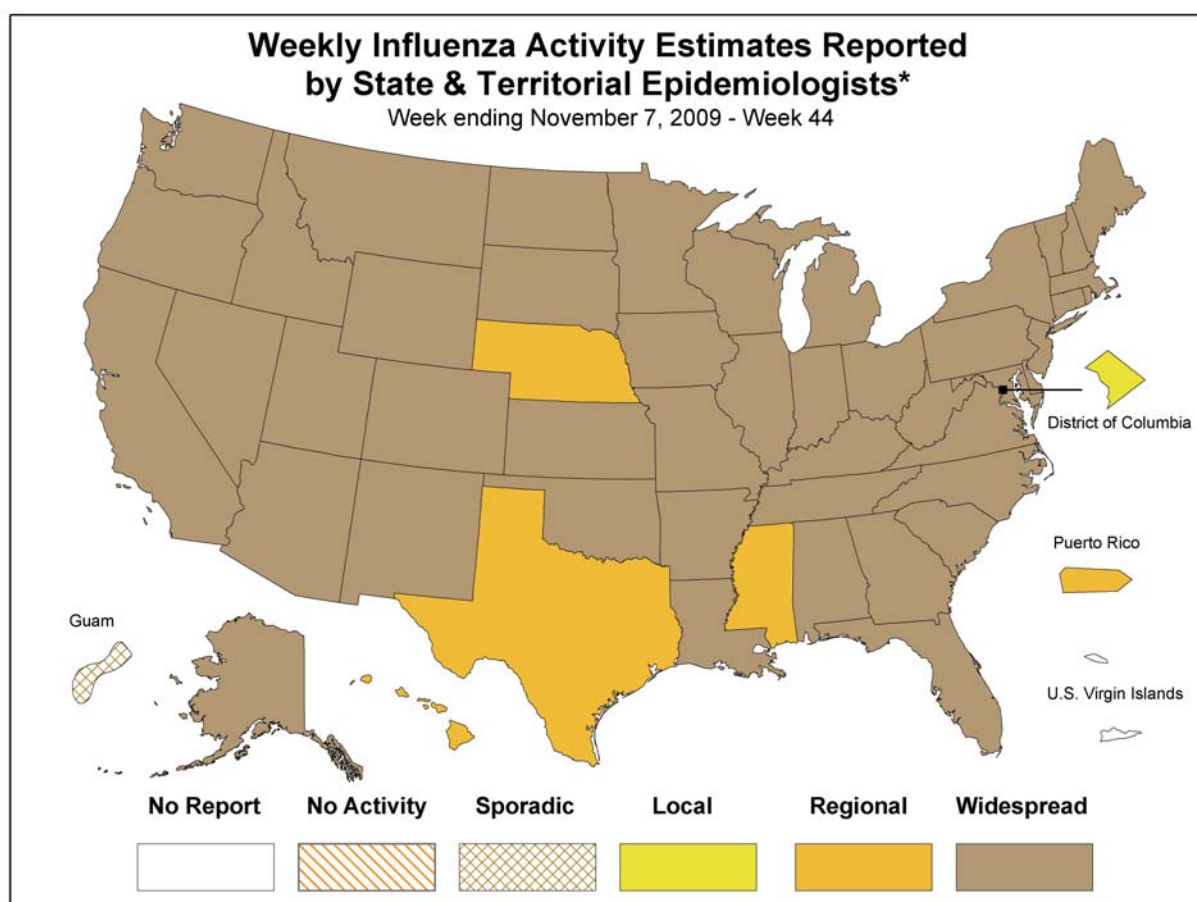 Weekly Influenza Activity Estimates Reported
by State & Territorial Epidemiologists*
Week ending November 7, 2009 - Week 44
District of Columbia
Puerto Rico
Guam
U.S. Virgin Islands
No Report
No Activity
Sporadic
Local
Regional
Widespread